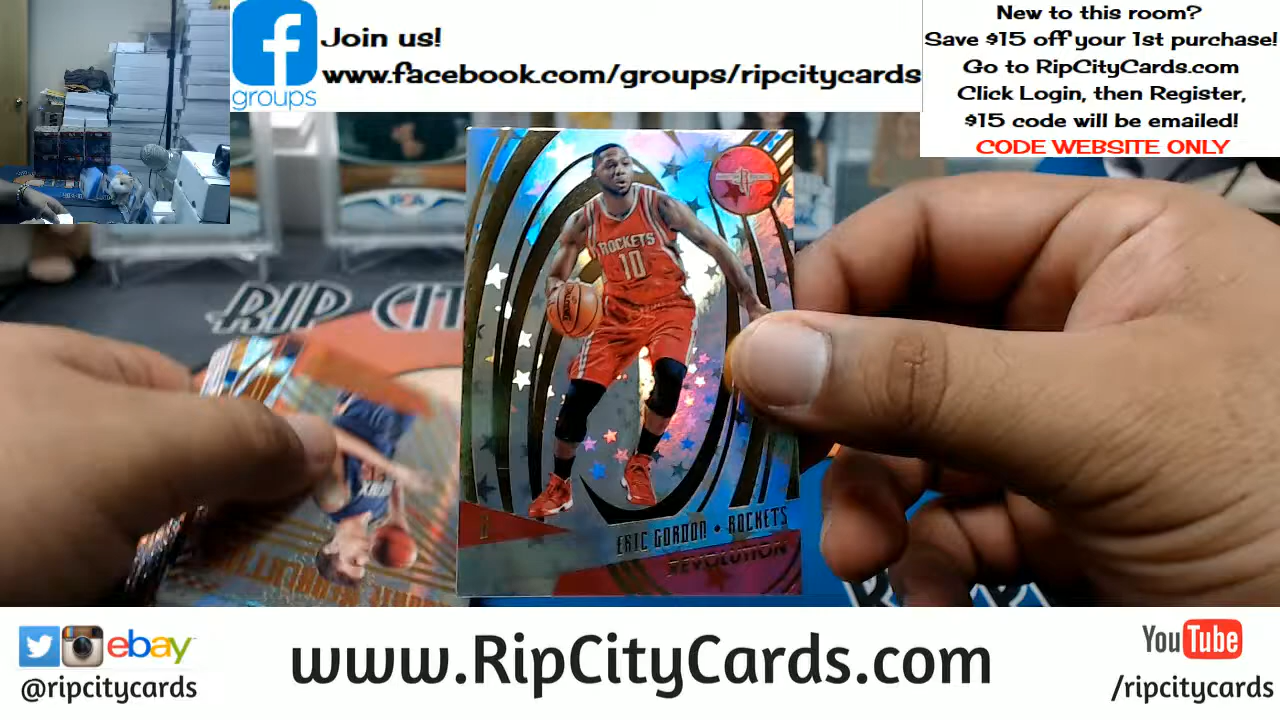 Join us!
www.facebook.com/groups/ripcitycards
groups
New to this room?
Save $15 off your 1st purchase!
Go to RipCityCards.com
Click Login, then Register,
$15 code will be emailed!
CODE WEBSITE ONLY
PSA
RIP CIT
ROCKETS
10
ERIC GORDON • ROCKETS
REVOLUTION
ebay
@ripcitycards
www.RipCityCards.com
YouTube
/ripcitycards